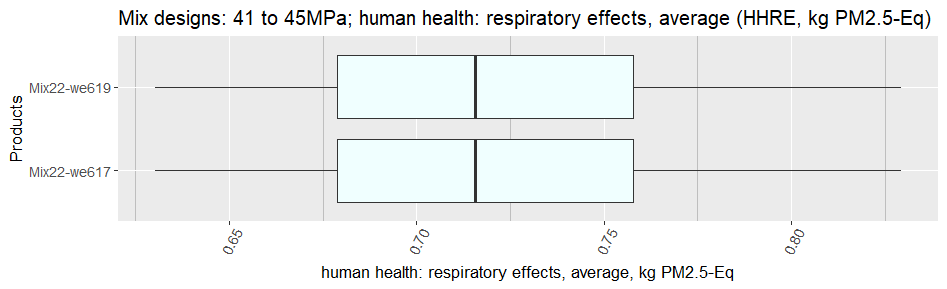 Mix designs: 41 to 45MPa; human health: respiratory effects, average (HHRE, kg PM2.5-Eq)
Products
Mix22-we619
Mix22-we617
0.65 0.70 0.75 0.80
human health: respiratory effects, average, kg PM2.5-Eq